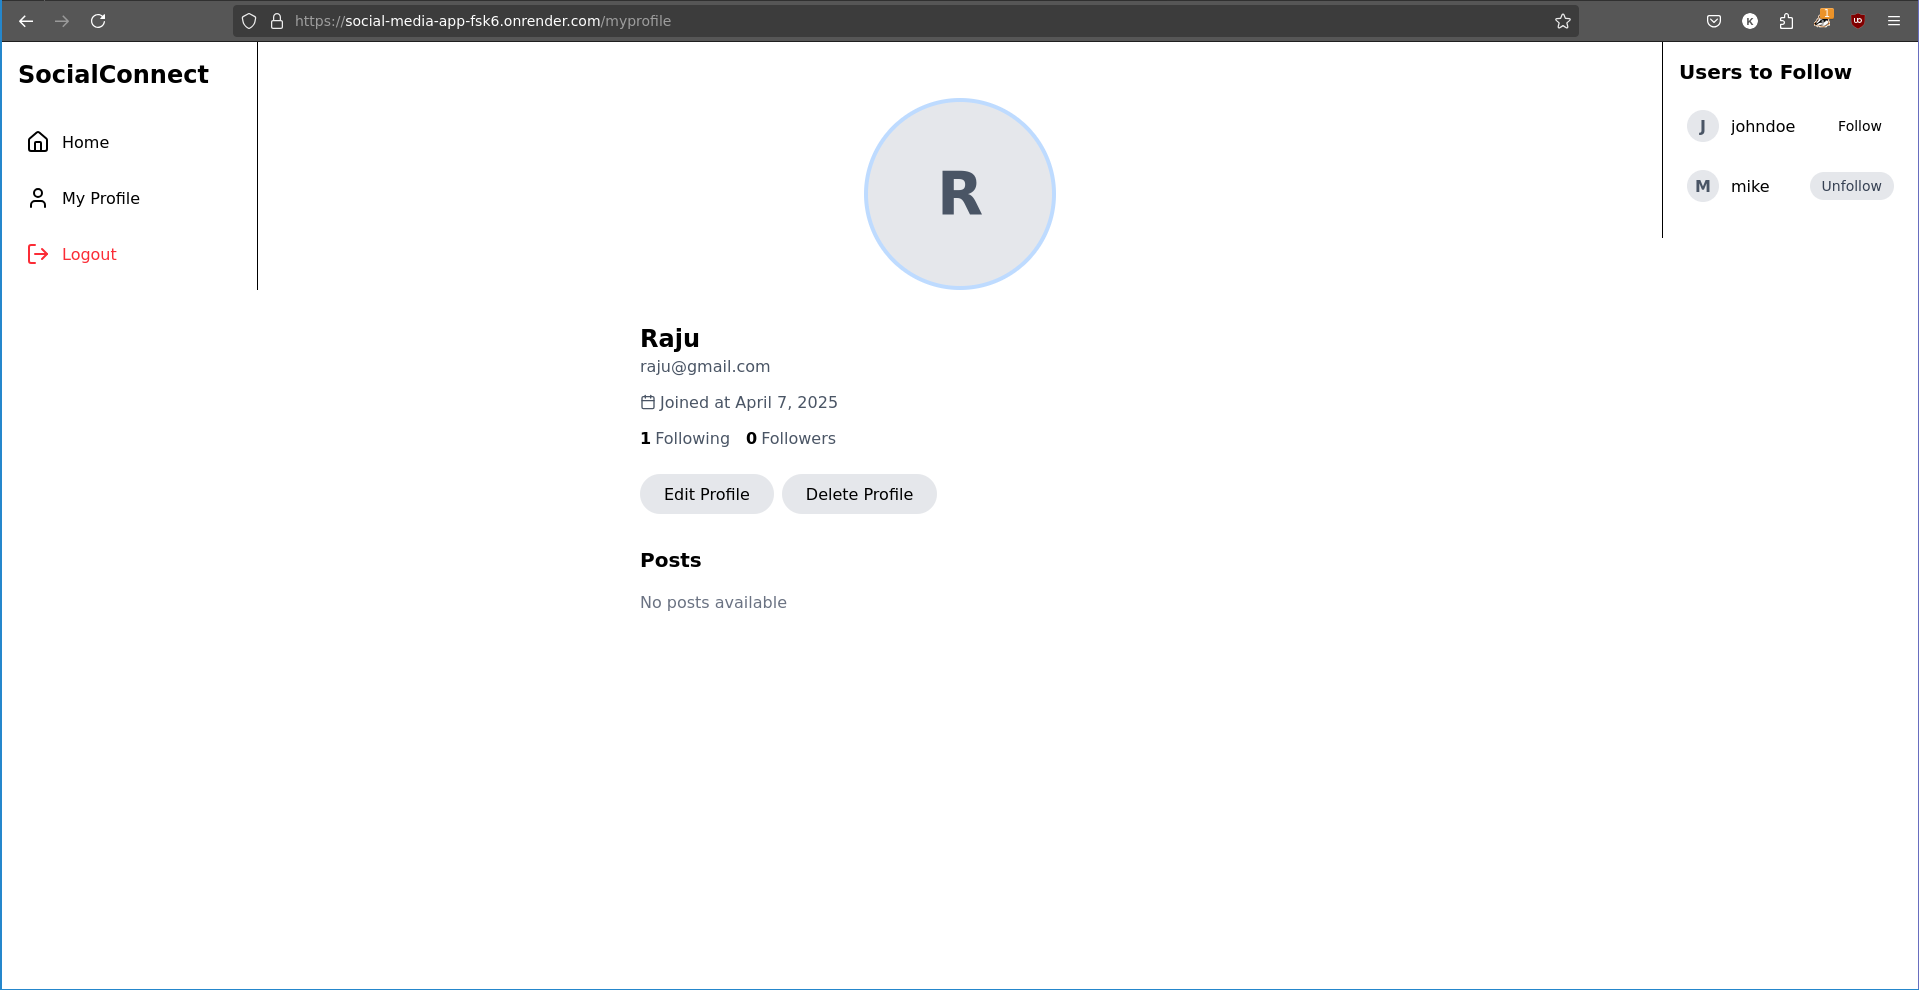 https://social-media-app-fsk6.onrender.com/myprofile
K
1
UD
SocialConnect
Home
My Profile
Logout
R
Raju
raju@gmail.com
Joined at April 7, 2025
1 Following 0 Followers
Edit Profile Delete Profile
Posts
No posts available
Users to Follow
J johndoe Follow
M mike Unfollow